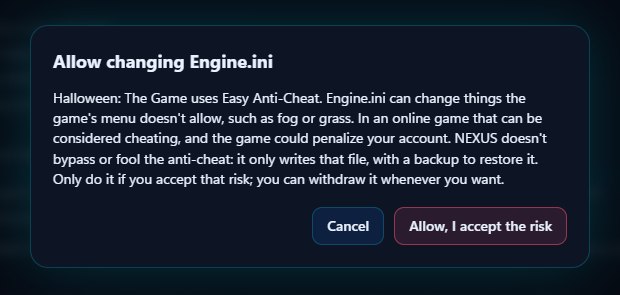 Allow changing Engine.ini
Halloween: The Game uses Easy Anti-Cheat. Engine.ini can change things the
game's menu doesn't allow, such as fog or grass. In an online game that can be
considered cheating, and the game could penalize your account. NEXUS doesn't
bypass or fool the anti-cheat: it only writes that file, with a backup to restore it.
Only do it if you accept that risk; you can withdraw it whenever you want.
Cancel
Allow, I accept the risk